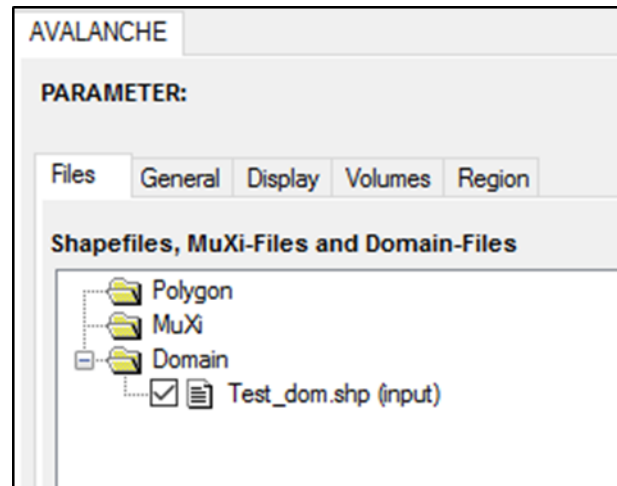 AVALANCHE
PARAMETER:
Files General Display Volumes Region
Shapefiles, MuXi-Files and Domain-Files
Polygon
MuXi
Domain
Test_dom.shp (input)